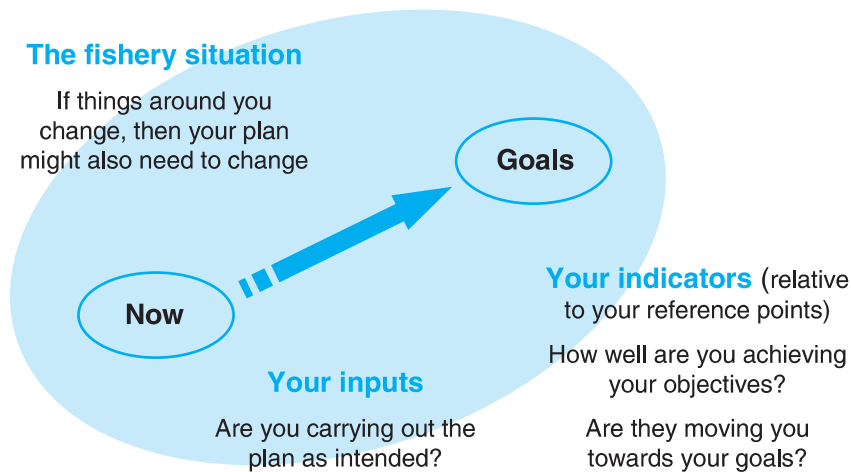 The fishery situation
If things around you
change, then your plan
might also need to change
Goals
Now
Your indicators (relative
to your reference points)
How well are you achieving
your objectives?
Are they moving you
towards your goals?
Your inputs
Are you carrying out the
plan as intended?